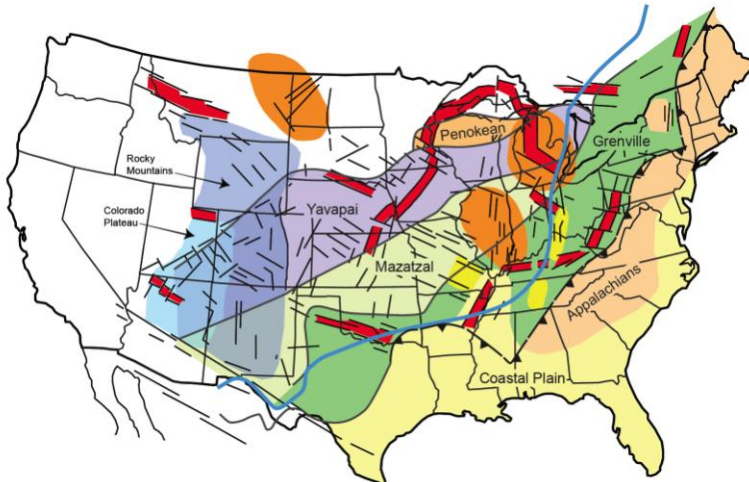 Penokean
Grenville
Rocky
Mountains
Colorado
Plateau
Yavapai
Mazatzal
Appalachians
Coastal Plain